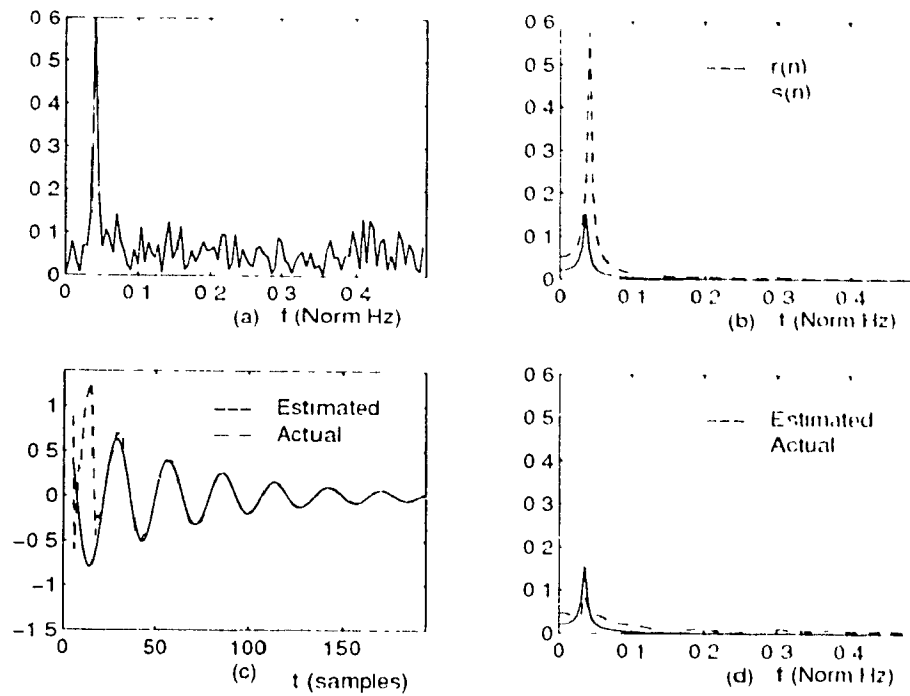 0 6
0 5
0 4
0 3
0 2
0 1
0
0 0 1 0 2 0 3 0 4
(a) f (Norm Hz)
0 6
0 5
0 4
0 3
0 2
0 1
0
r(n)
s(n)
0 0 1 0 2 0 3 0 4
(b) f (Norm Hz)
1
0 5
0
-0 5
-1
-1 5
Estimated
Actual
0 50 100 150
(c) t (samples)
0 6
0 5
0 4
0 3
0 2
0 1
0
Estimated
Actual
0 0 1 0 2 0 3 0 4
(d) f (Norm Hz)